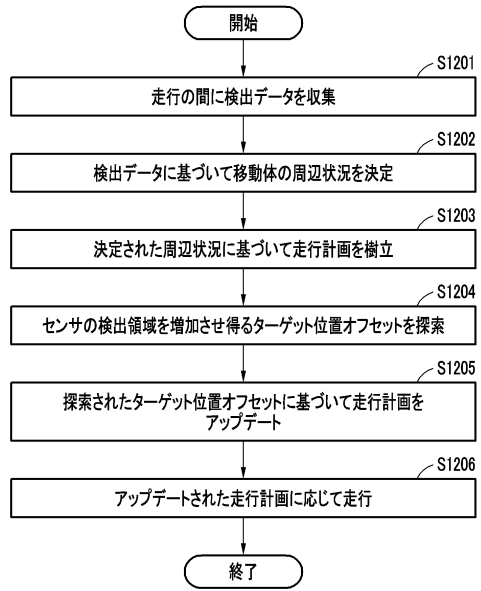 開始
S1201
走行の間に検出データを収集
S1202
検出データに基づいて移動体の周辺状況を決定
S1203
決定された周辺状況に基づいて走行計画を樹立
S1204
センサの検出領域を増加させ得るターゲット位置オフセットを探索
S1205
探索されたターゲット位置オフセットに基づいて走行計画を
アップデート
S1206
アップデートされた走行計画に応じて走行
終了